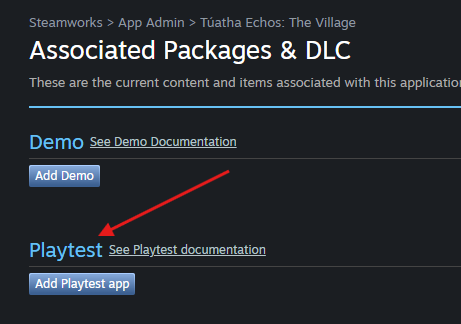 Steamworks > App Admin > Túatha Echos: The Village
Associated Packages & DLC
These are the current content and items associated with this application
Demo See Demo Documentation
Add Demo
Playtest See Playtest documentation
Add Playtest app